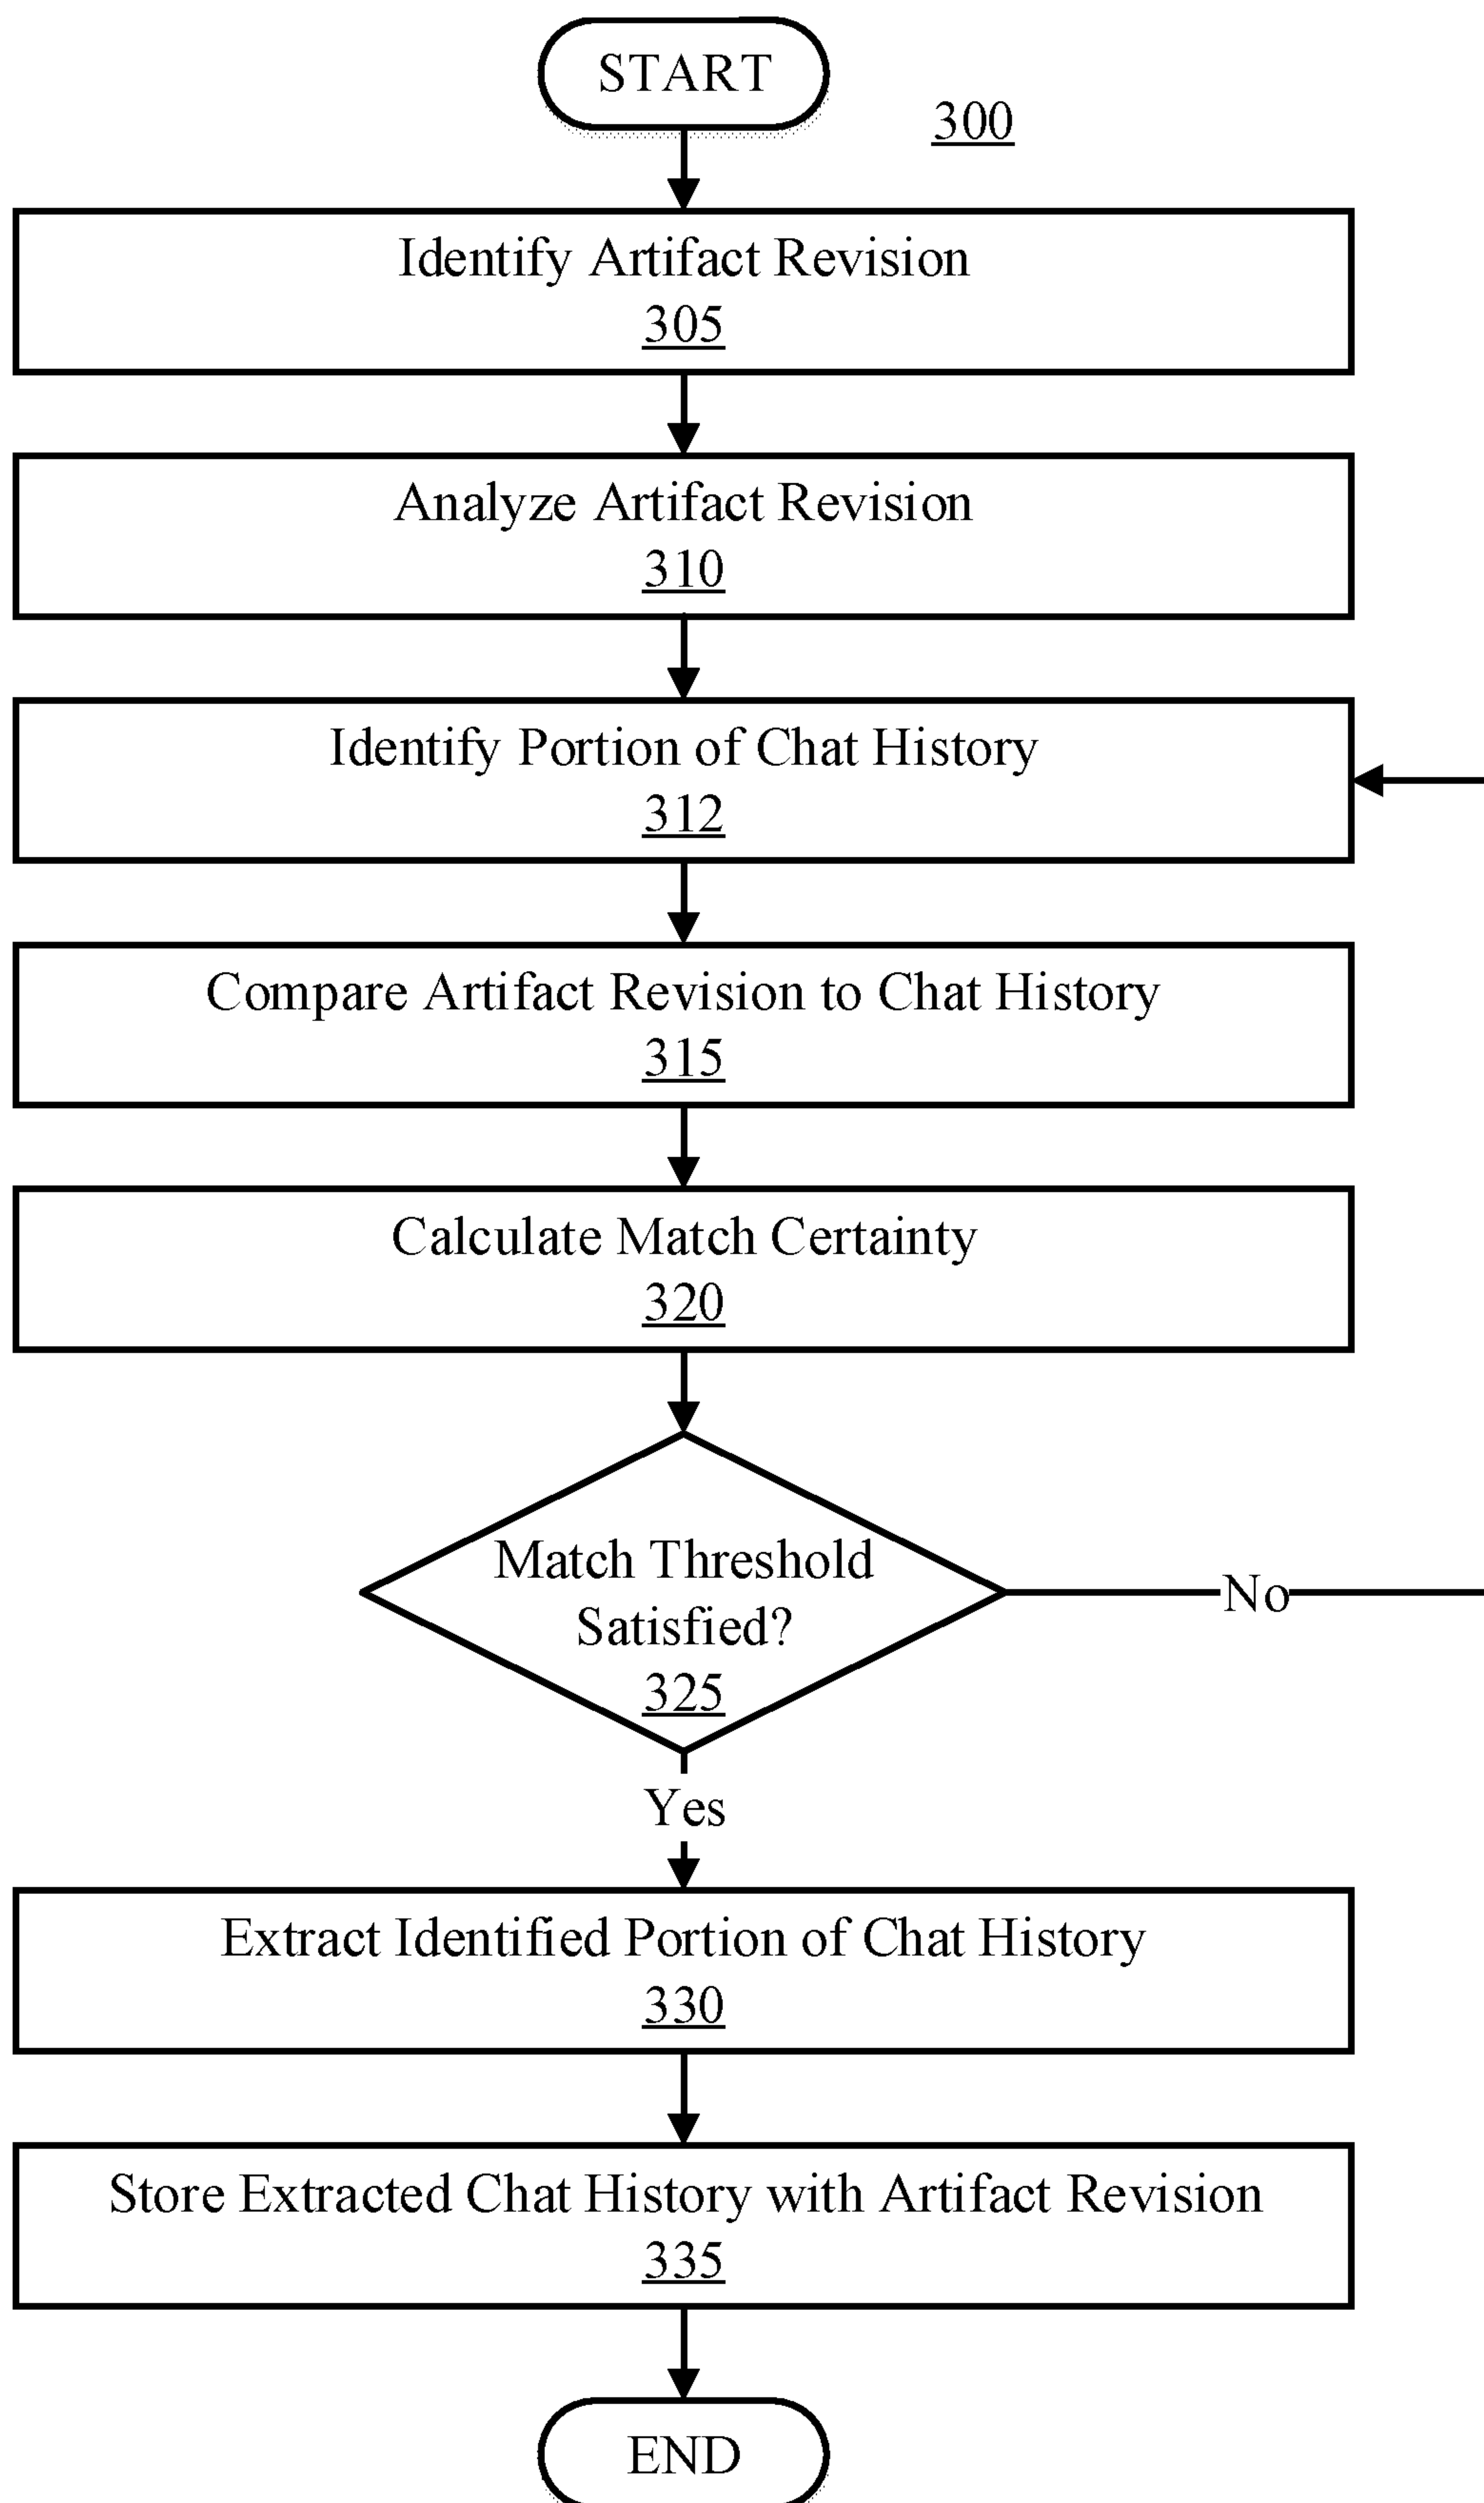 START
300
Identify Artifact Revision
305
Analyze Artifact Revision
310
Identify Portion of Chat History
312
Compare Artifact Revision to Chat History
315
Calculate Match Certainty
320
Match Threshold
Satisfied?
325
No
Yes
Extract Identified Portion of Chat History
330
Store Extracted Chat History with Artifact Revision
335
END